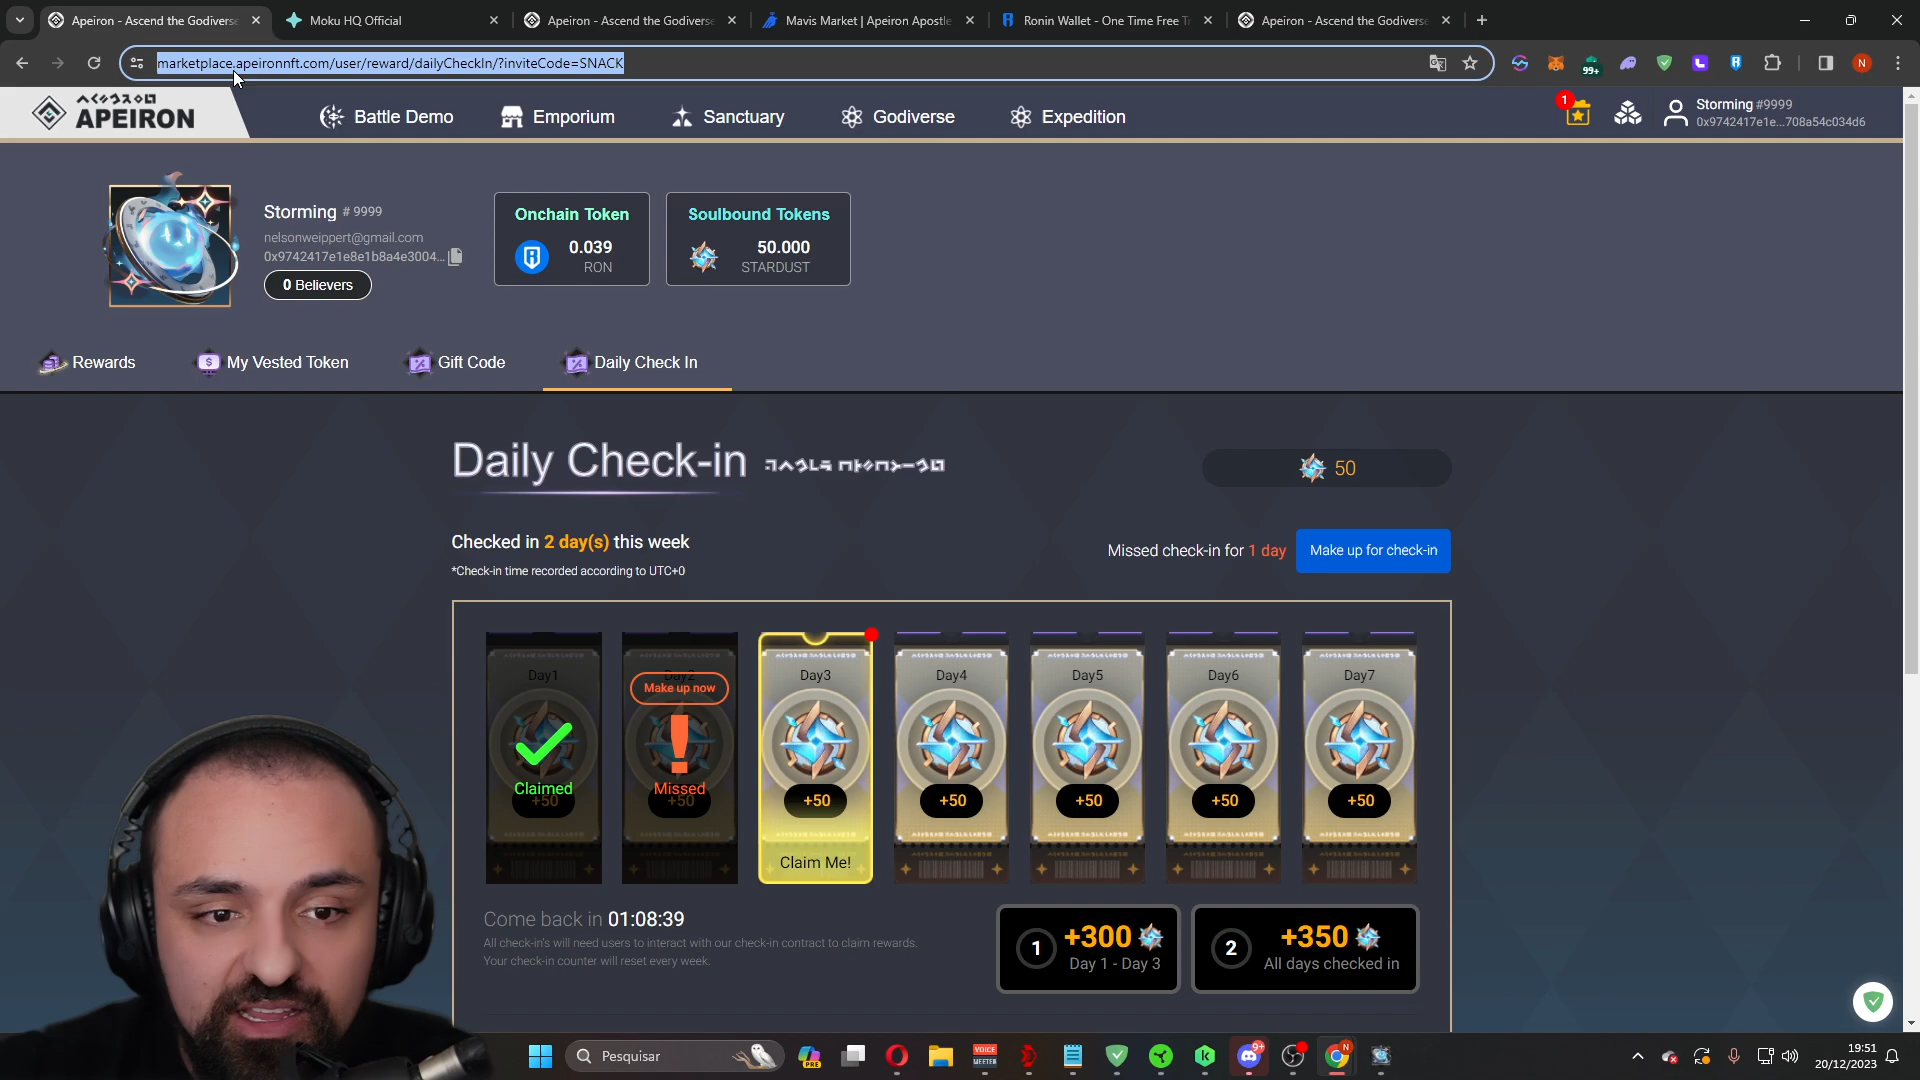 Apeiron - Ascend the Godiverse
Moku HQ Official
Apeiron - Ascend the Godiverse
Mavis Market | Apeiron Apostle
Ronin Wallet - One Time Free T
Apeiron - Ascend the Godiverse
marketplace.apeironnft.com/user/reward/dailyCheckIn/?inviteCode=SNACK
99+
N
APEIRON
Battle Demo
Emporium
Sanctuary
Godiverse
Expedition
1
Storming #9999
0x9742417e1e...708a54c034d6
Storming # 9999
nelsonweippert@gmail.com
0x9742417e1e8e1b8a4e3004...
0 Believers
Onchain Token
0.039
RON
Soulbound Tokens
50.000
STARDUST
Rewards
My Vested Token
Gift Code
Daily Check In
Daily Check-in
50
Checked in 2 day(s) this week
*Check-in time recorded according to UTC+0
Missed check-in for 1 day
Make up for check-in
Day1
Claimed
+50
Day2
Make up now
Missed
+50
Day3
+50
Claim Me!
Day4
+50
Day5
+50
Day6
+50
Day7
+50
Come back in 01:08:39
All check-in's will need users to interact with our check-in contract to claim rewards.
Your check-in counter will reset every week.
1
+300
Day 1 - Day 3
2
+350
All days checked in
Pesquisar
PRE
VOICE
MEETER
9+
N
19:51
20/12/2023